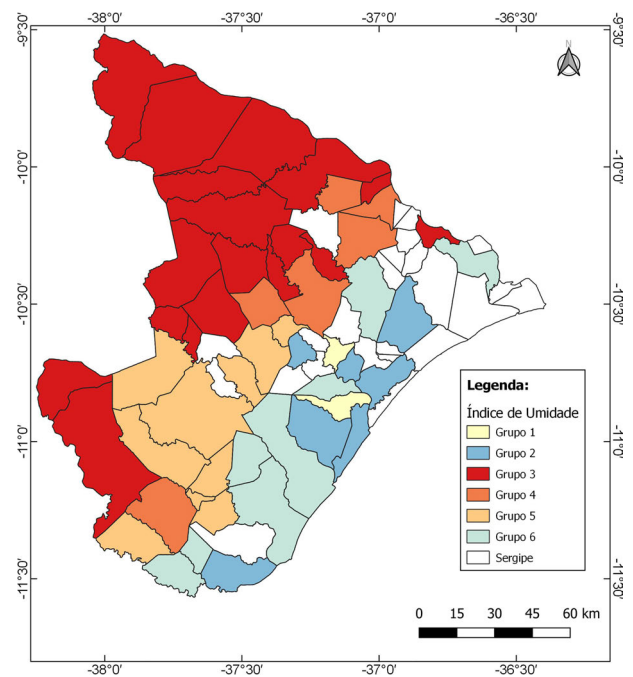 -38°0' -37°30' -37°0' -36°30'
-9°30' -9°30'
N
-10°0' -10°0'
-10°30' -10°30'
Legenda:
Índice de Umidade
Grupo 1
-11°0' -11°0'
Grupo 2
Grupo 3
Grupo 4
Grupo 5
Grupo 6
Sergipe
-11°30' -11°30'
0 15 30 45 60 km
-38°0' -37°30' -37°0' -36°30'